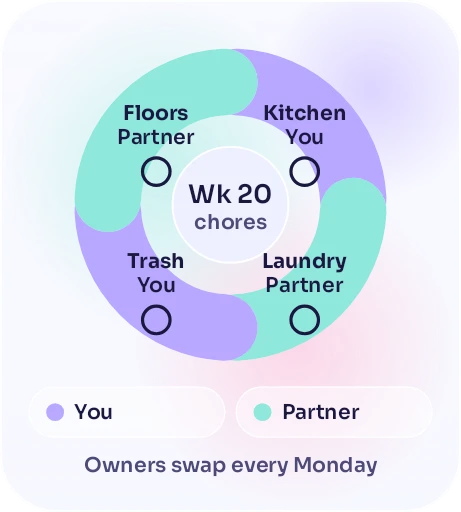 Floors
Partner
Kitchen
You
Wk 20
chores
Trash
You
Laundry
Partner
You
Partner
Owners swap every Monday